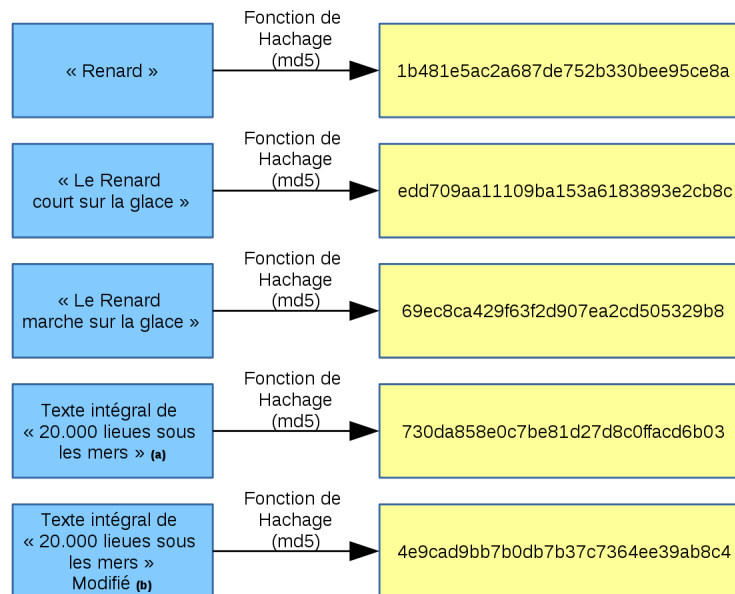 « Renard »
Fonction de
Hachage
(md5)
1b481e5ac2a687de752b330bee95ce8a
« Le Renard
court sur la glace »
Fonction de
Hachage
(md5)
edd709aa11109ba153a6183893e2cb8c
« Le Renard
marche sur la glace »
Fonction de
Hachage
(md5)
69ec8ca429f63f2d907ea2cd505329b8
Texte intégral de
« 20.000 lieues sous
les mers » (a)
Fonction de
Hachage
(md5)
730da858e0c7be81d27d8c0ffacd6b03
Texte intégral de
« 20.000 lieues sous
les mers »
Modifié (b)
Fonction de
Hachage
(md5)
4e9cad9bb7b0db7b37c7364ee39ab8c4